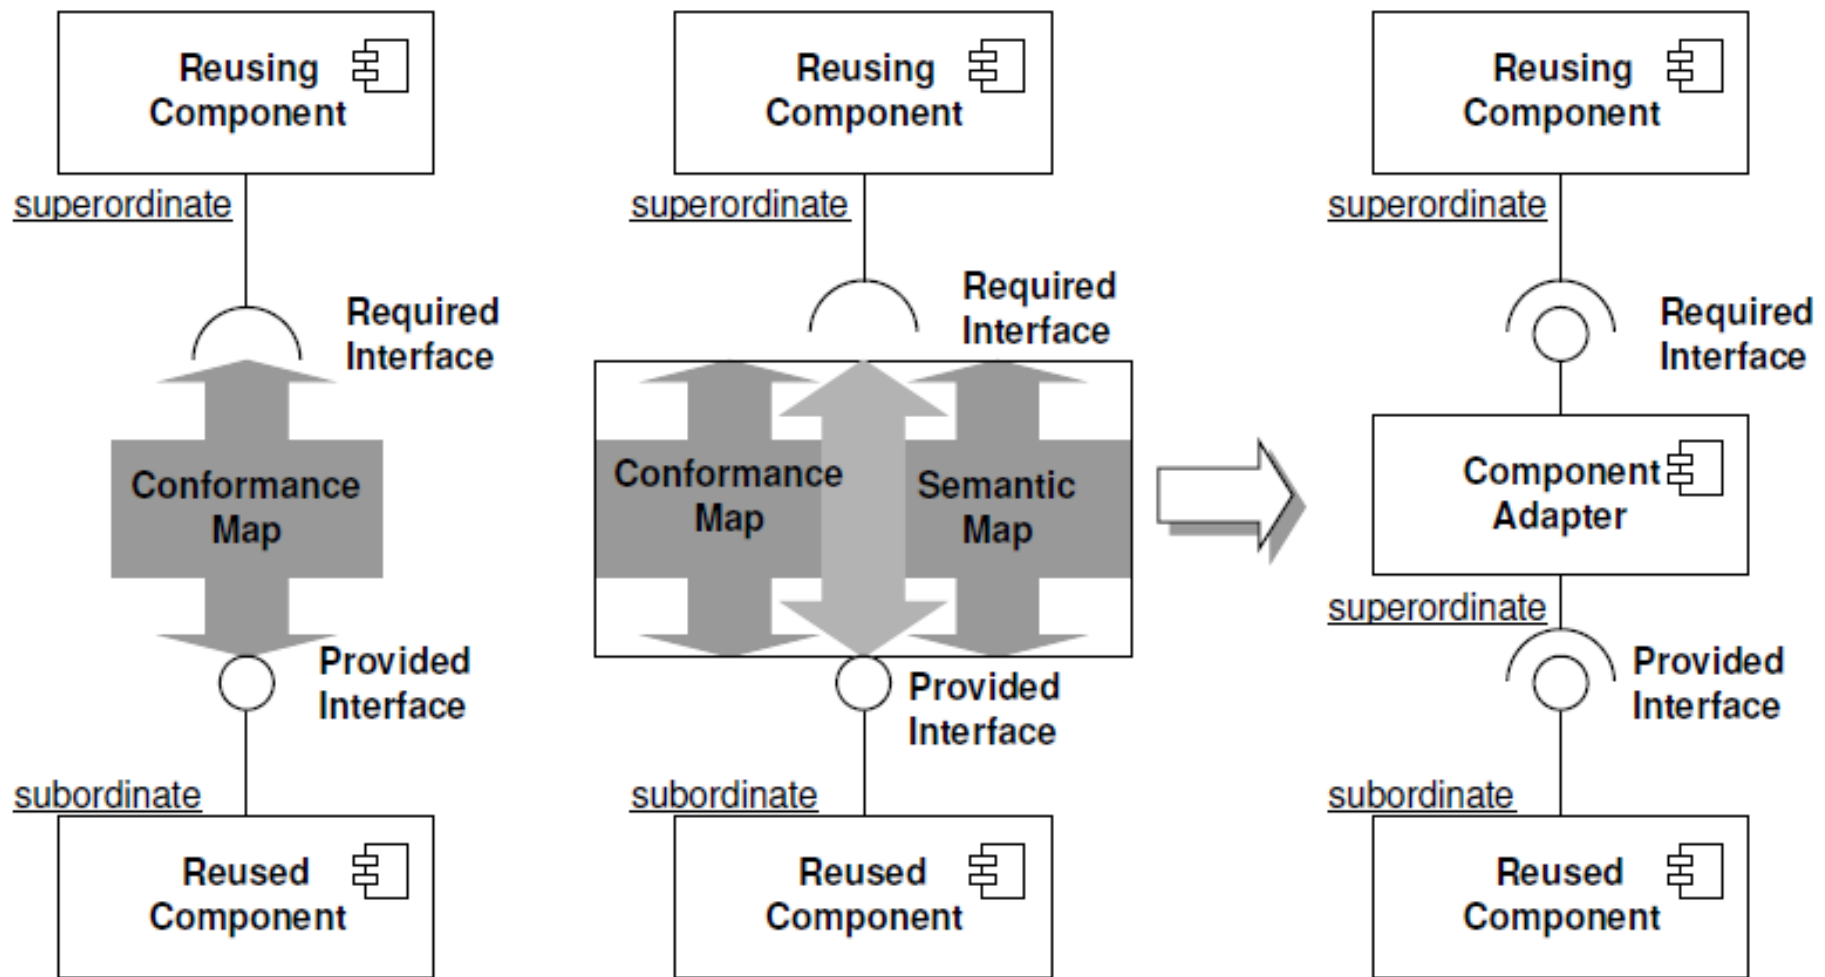 Reusing
Component
superordinate
Required
Interface
Conformance
Map
Provided
Interface
subordinate
Reused
Component
Reusing
Component
superordinate
Required
Interface
Conformance
Map
Semantic
Map
Provided
Interface
subordinate
Reused
Component
Reusing
Component
superordinate
Required
Interface
Component
Adapter
superordinate
Provided
Interface
subordinate
Reused
Component